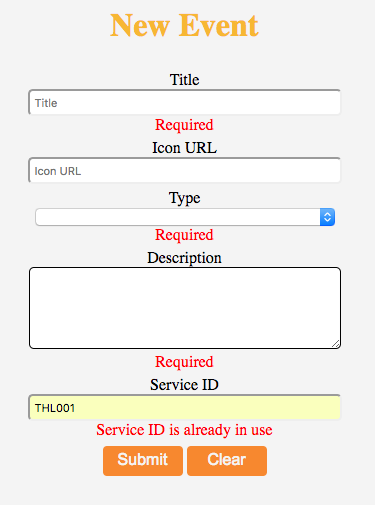 New Event
Title
Title
Required
Icon URL
Icon URL
Type
Required
Description
Required
Service ID
THL001
Service ID is already in use
Submit Clear